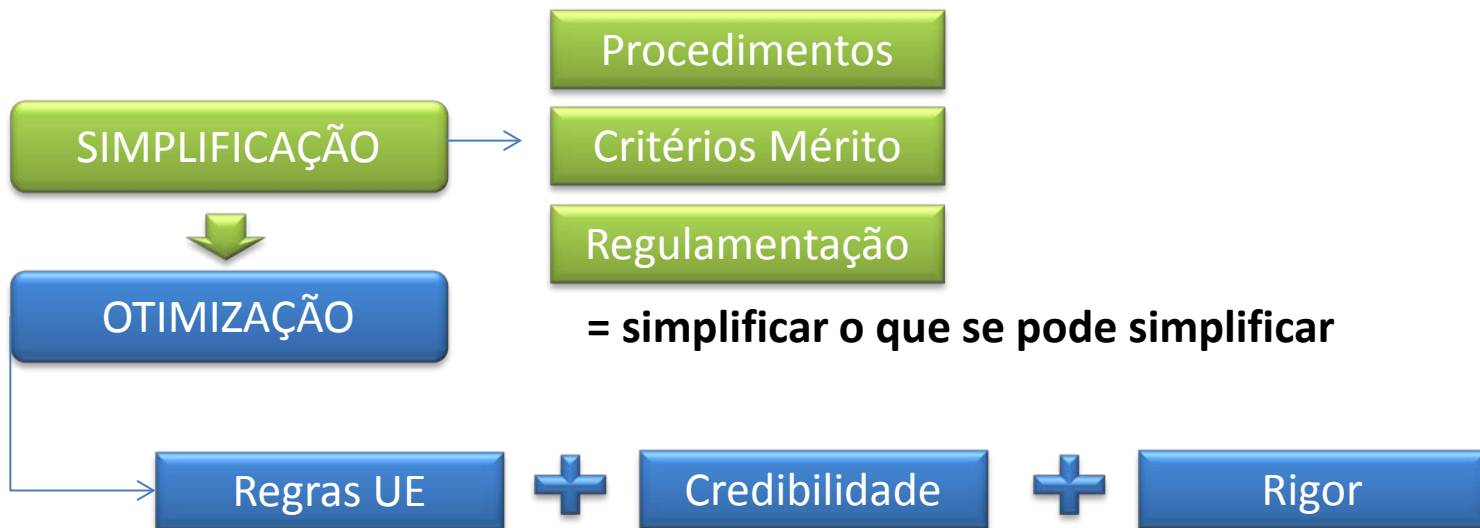 SIMPLIFICAÇÃO
Procedimentos
Critérios Mérito
Regulamentação
OTIMIZAÇÃO
= simplificar o que se pode simplificar
Regras UE
Credibilidade
Rigor